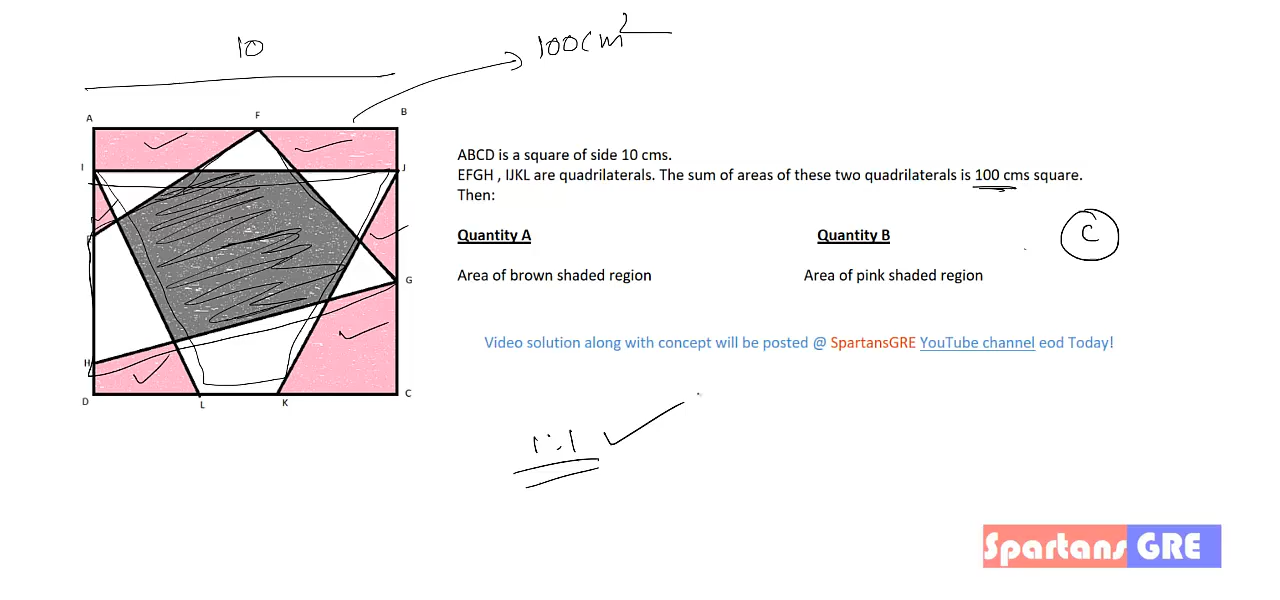 10
100cm²
A
F
B
I
J
E
G
H
D
L
K
C
ABCD is a square of side 10 cms.
EFGH , IJKL are quadrilaterals. The sum of areas of these two quadrilaterals is 100 cms square.
Then:
Quantity A Quantity B
C
Area of brown shaded region Area of pink shaded region
Video solution along with concept will be posted @ SpartansGRE YouTube channel eod Today!
1:1
Spartans GRE